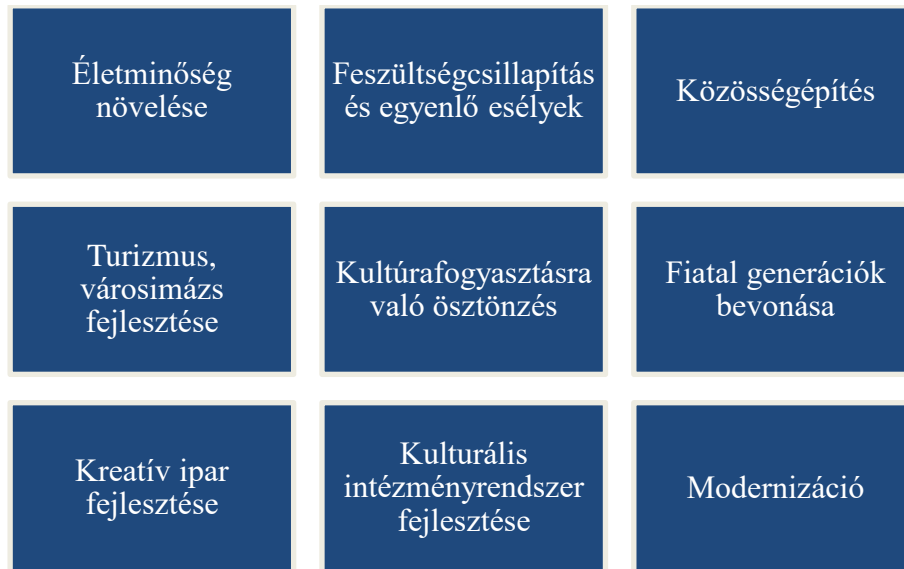 Életminőség
növelése
Feszültségcsillapítás
és egyenlő esélyek
Közösségépítés
Turizmus,
városimázs
fejlesztése
Kultúrafogyasztásra
való ösztönzés
Fiatal generációk
bevonása
Kreatív ipar
fejlesztése
Kulturális
intézményrendszer
fejlesztése
Modernizáció